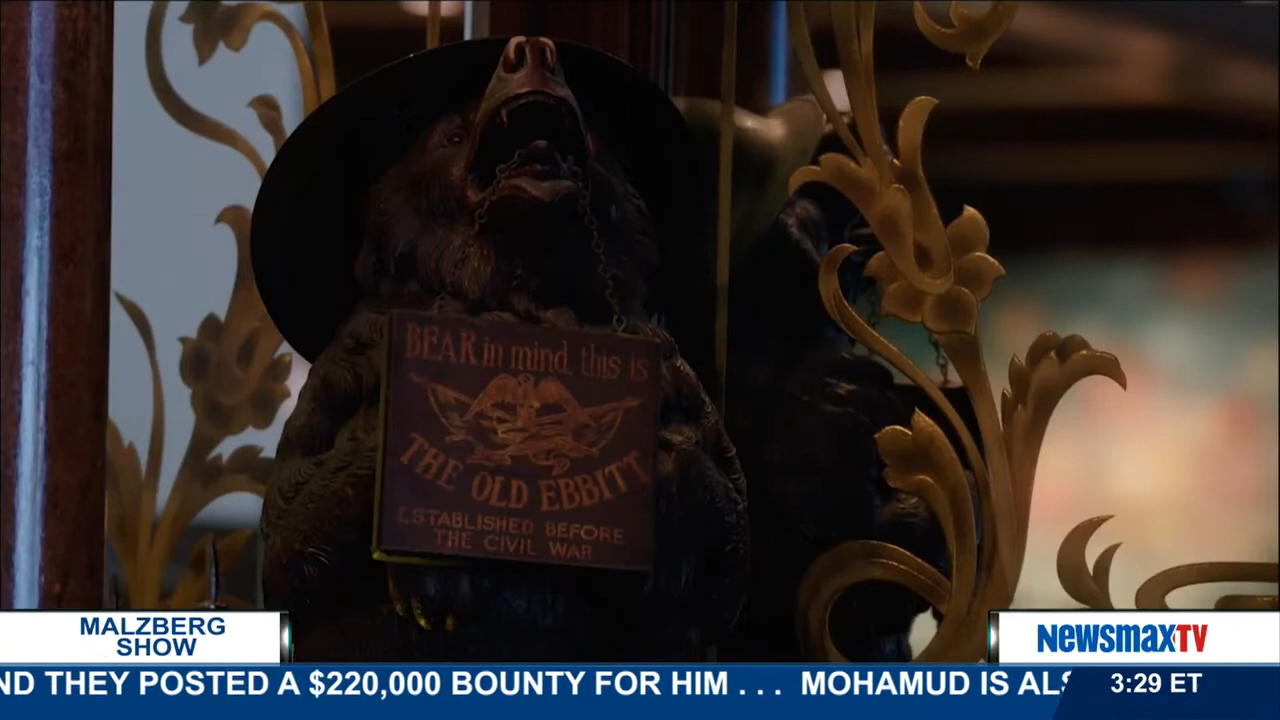 BEAR in mind, this is
THE OLD EBBITT
ESTABLISHED BEFORE
THE CIVIL WAR
MALZBERG
SHOW
NEWSMAXTV
ND THEY POSTED A $220,000 BOUNTY FOR HIM . . . MOHAMUD IS ALS
3:29 ET